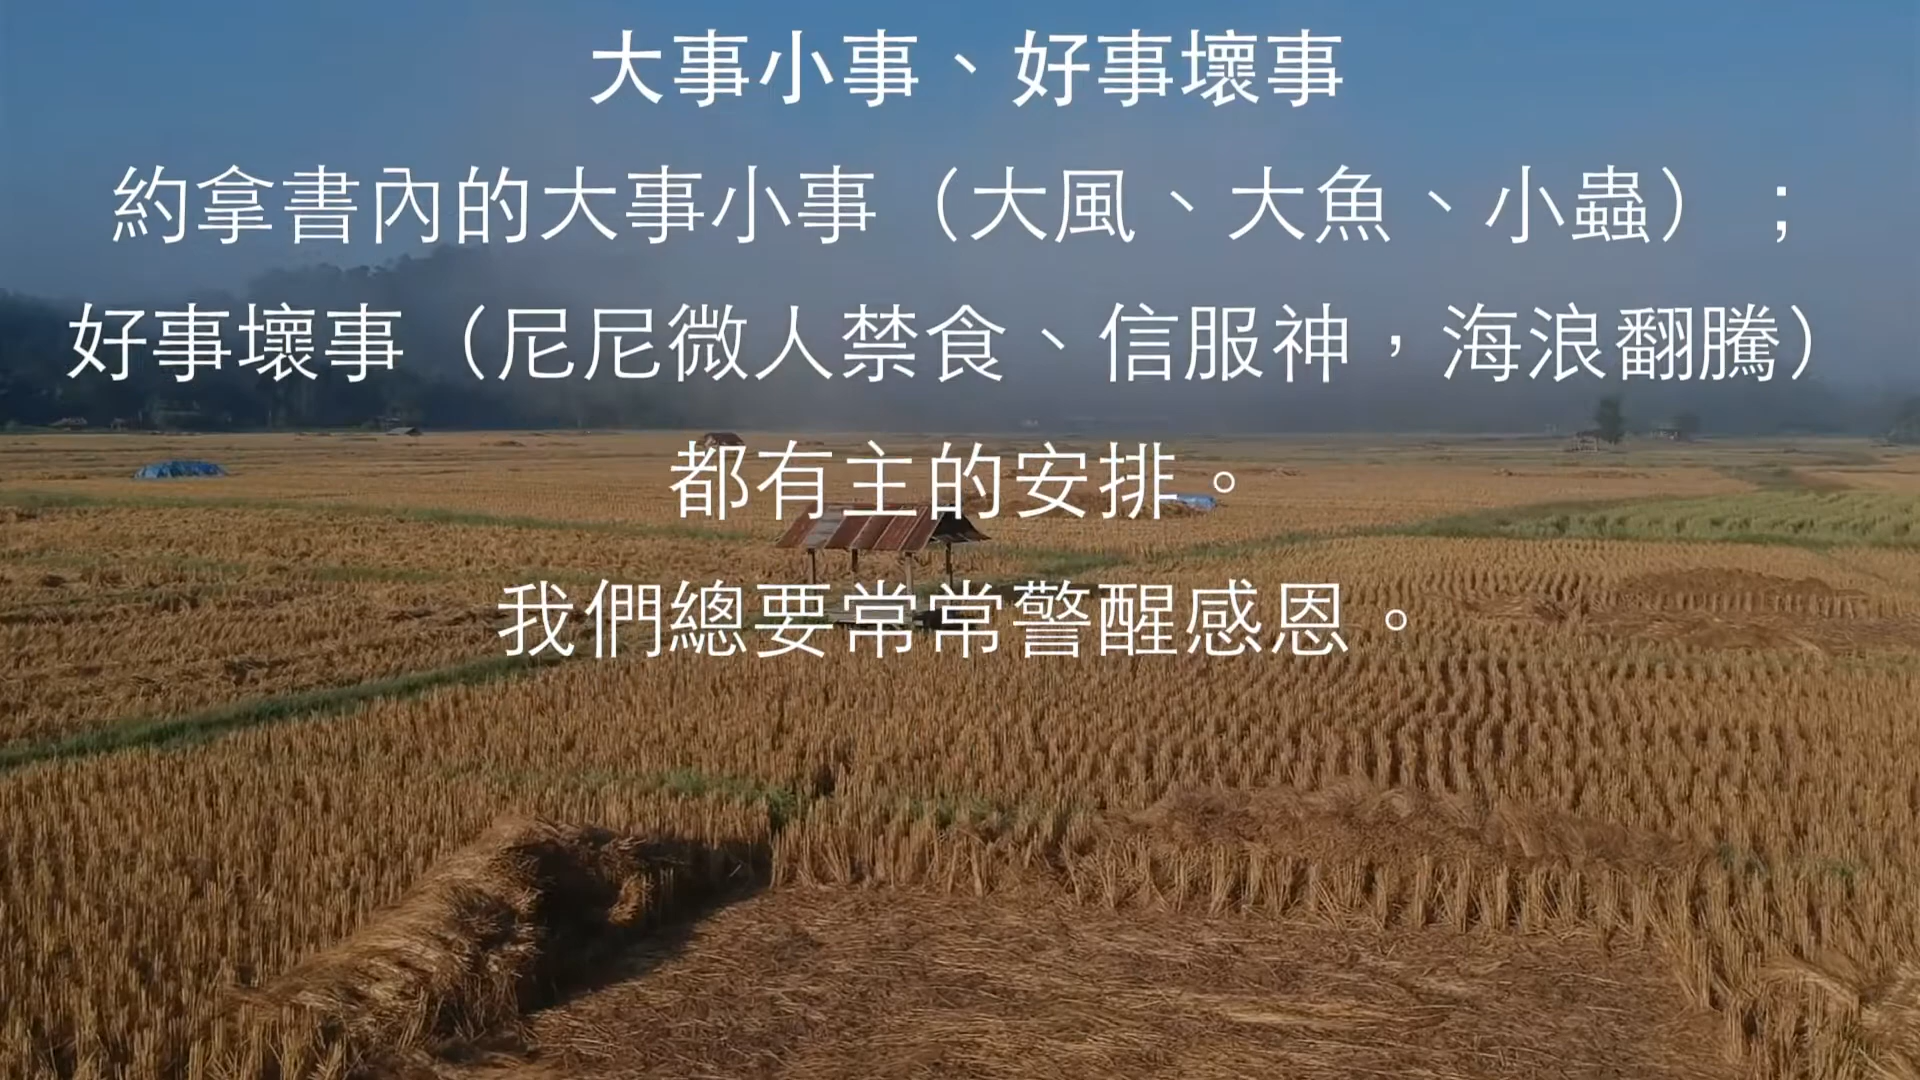 大事小事、好事壞事
約拿書內的大事小事（大風、大魚、小蟲）；
好事壞事（尼尼微人禁食、信服神，海浪翻騰）
都有主的安排。
我們總要常常警醒感恩。